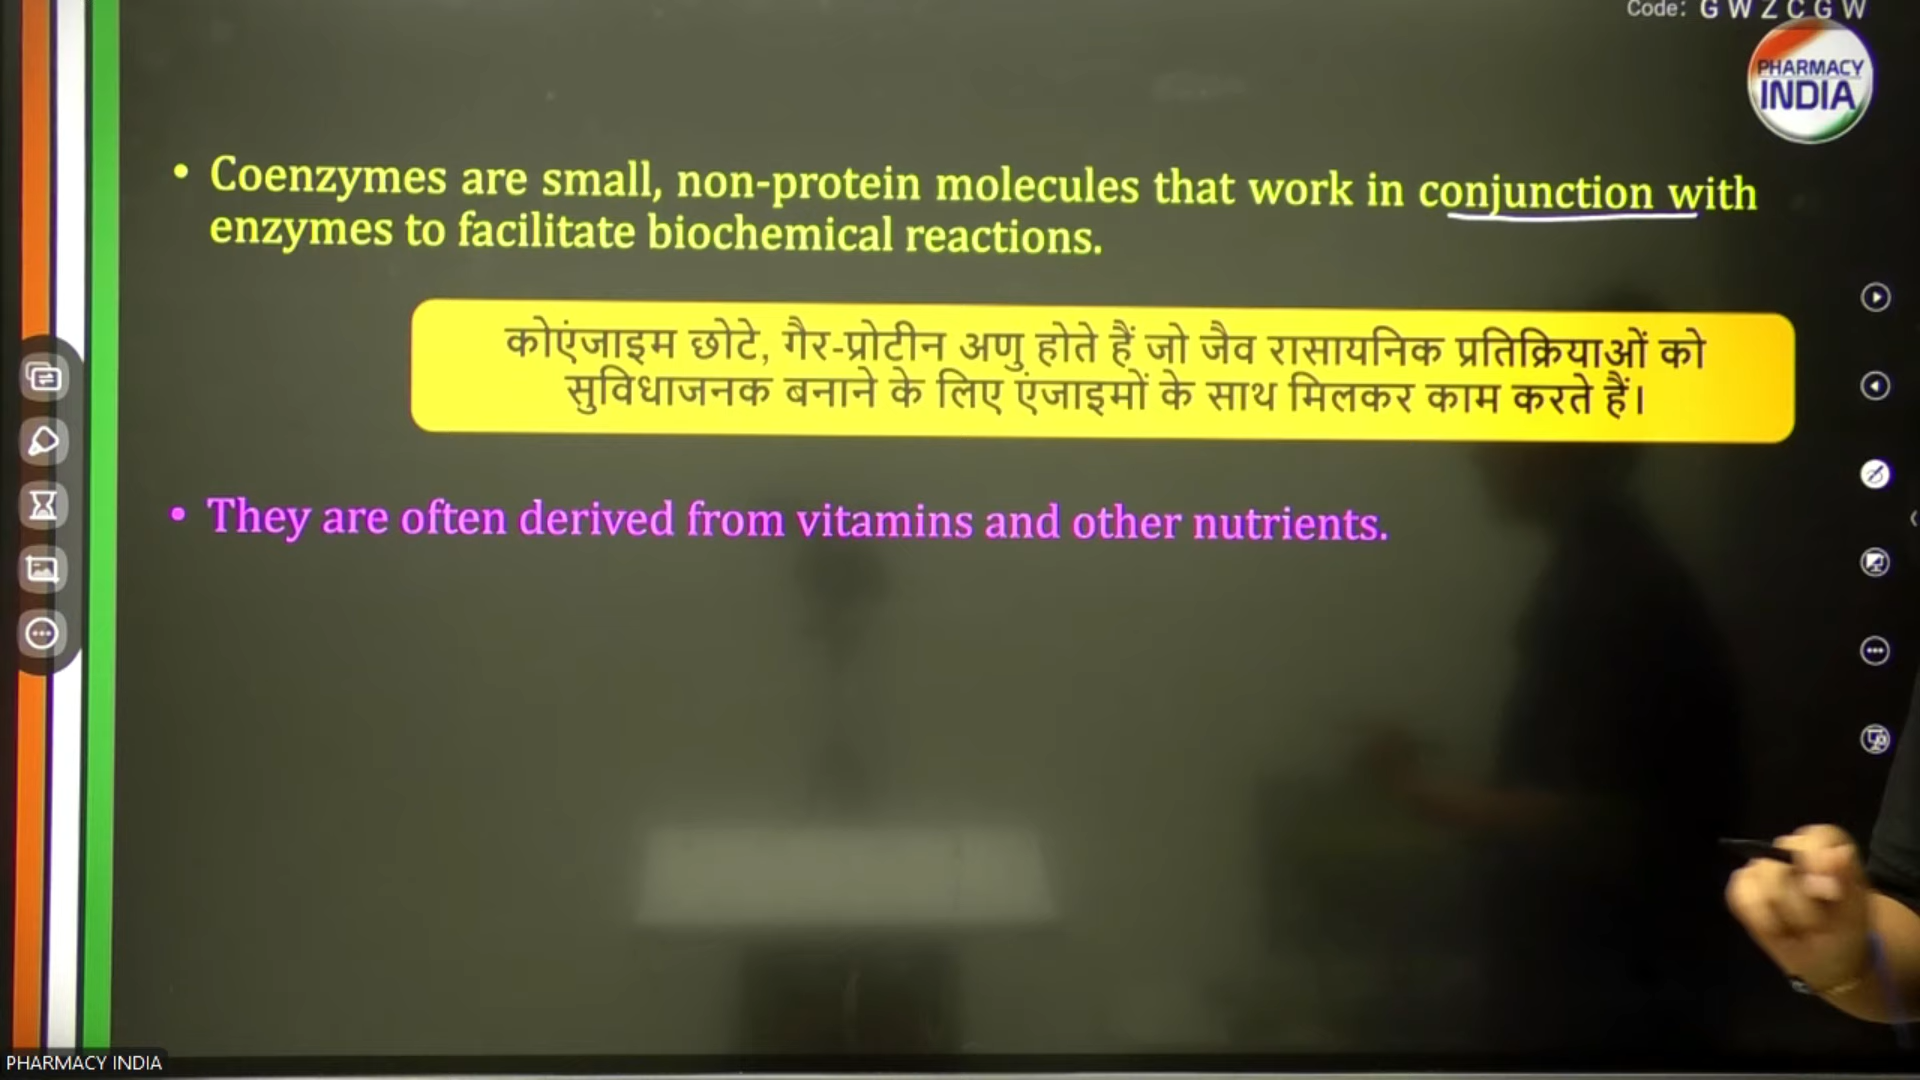 Code: G W Z C G W
PHARMACY
INDIA
• Coenzymes are small, non-protein molecules that work in conjunction with
enzymes to facilitate biochemical reactions.
कोएंजाइम छोटे, गैर-प्रोटीन अणु होते हैं जो जैव रासायनिक प्रतिक्रियाओं को
सुविधाजनक बनाने के लिए एंजाइमों के साथ मिलकर काम करते हैं।
• They are often derived from vitamins and other nutrients.
PHARMACY INDIA